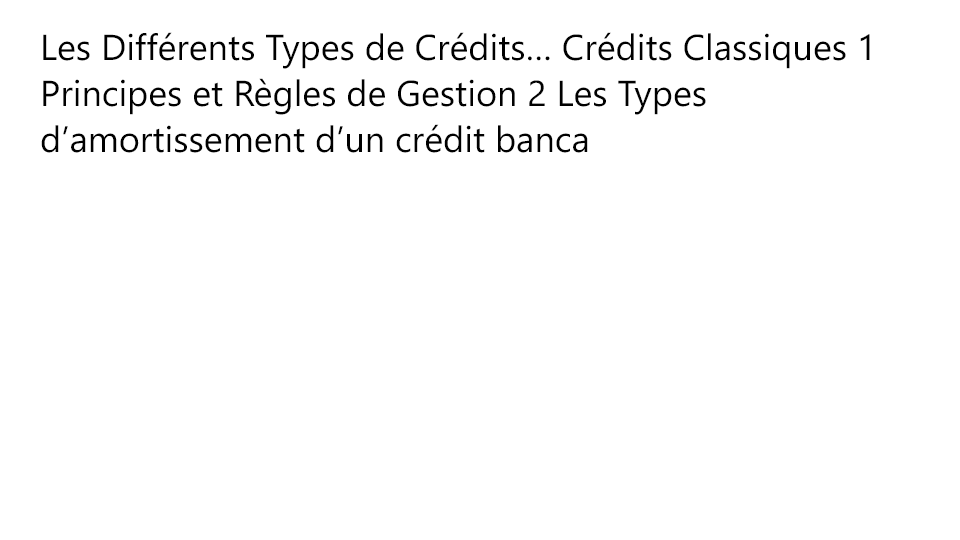 Les Différents Types de Crédits... Crédits Classiques 1
Principes et Règles de Gestion 2 Les Types
d’amortissement d’un crédit banca